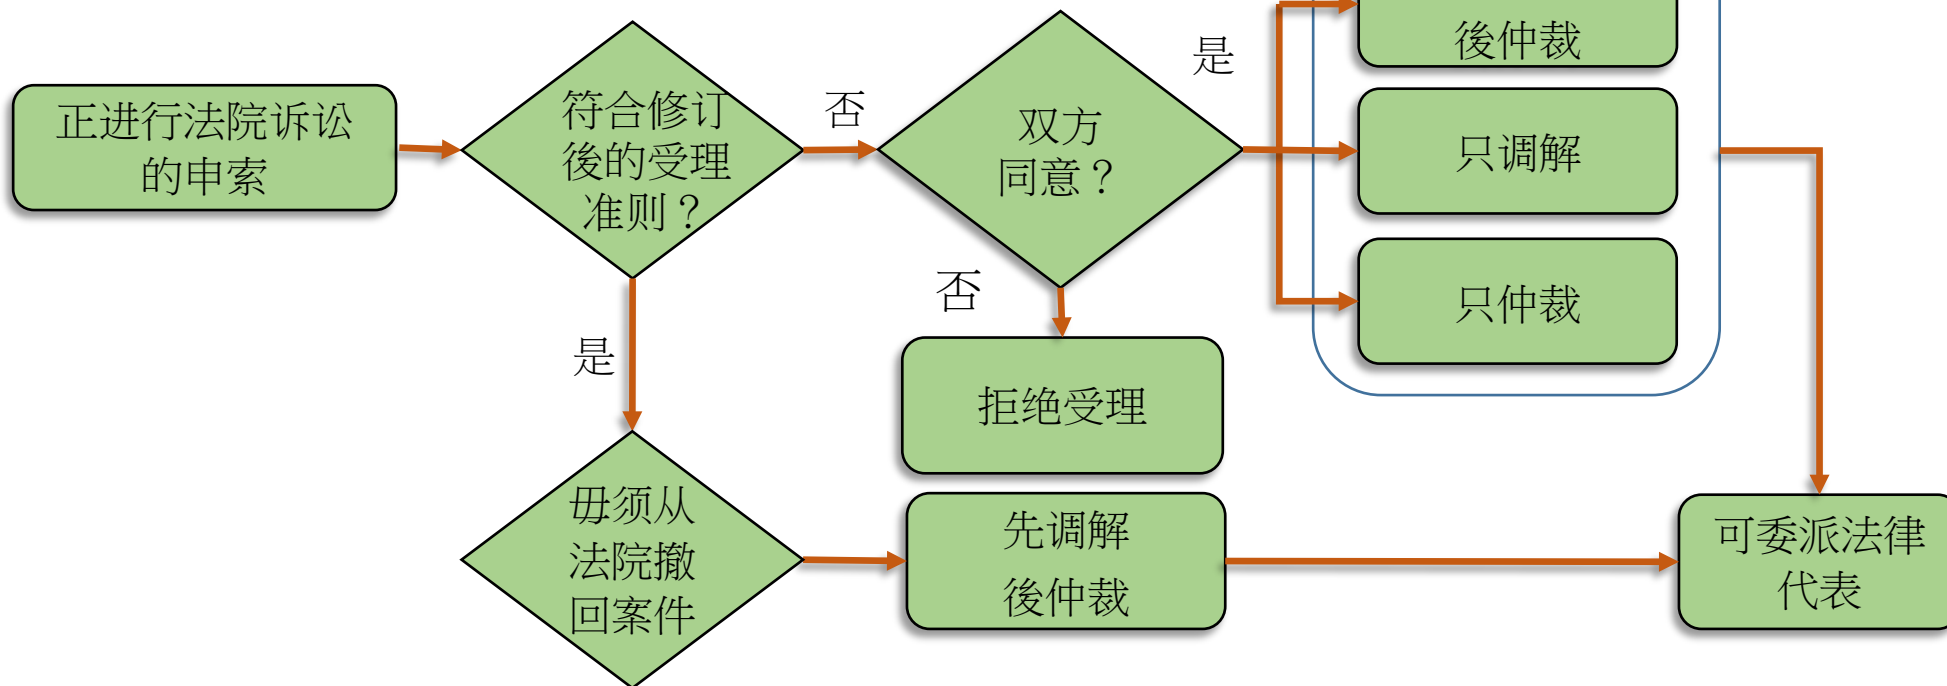 正进行法院诉讼
的申索
符合修订
後的受理
准则？
否
双方
同意？
是
後仲裁
只调解
只仲裁
否
拒绝受理
是
毋须从
法院撤
回案件
先调解
後仲裁
可委派法律
代表